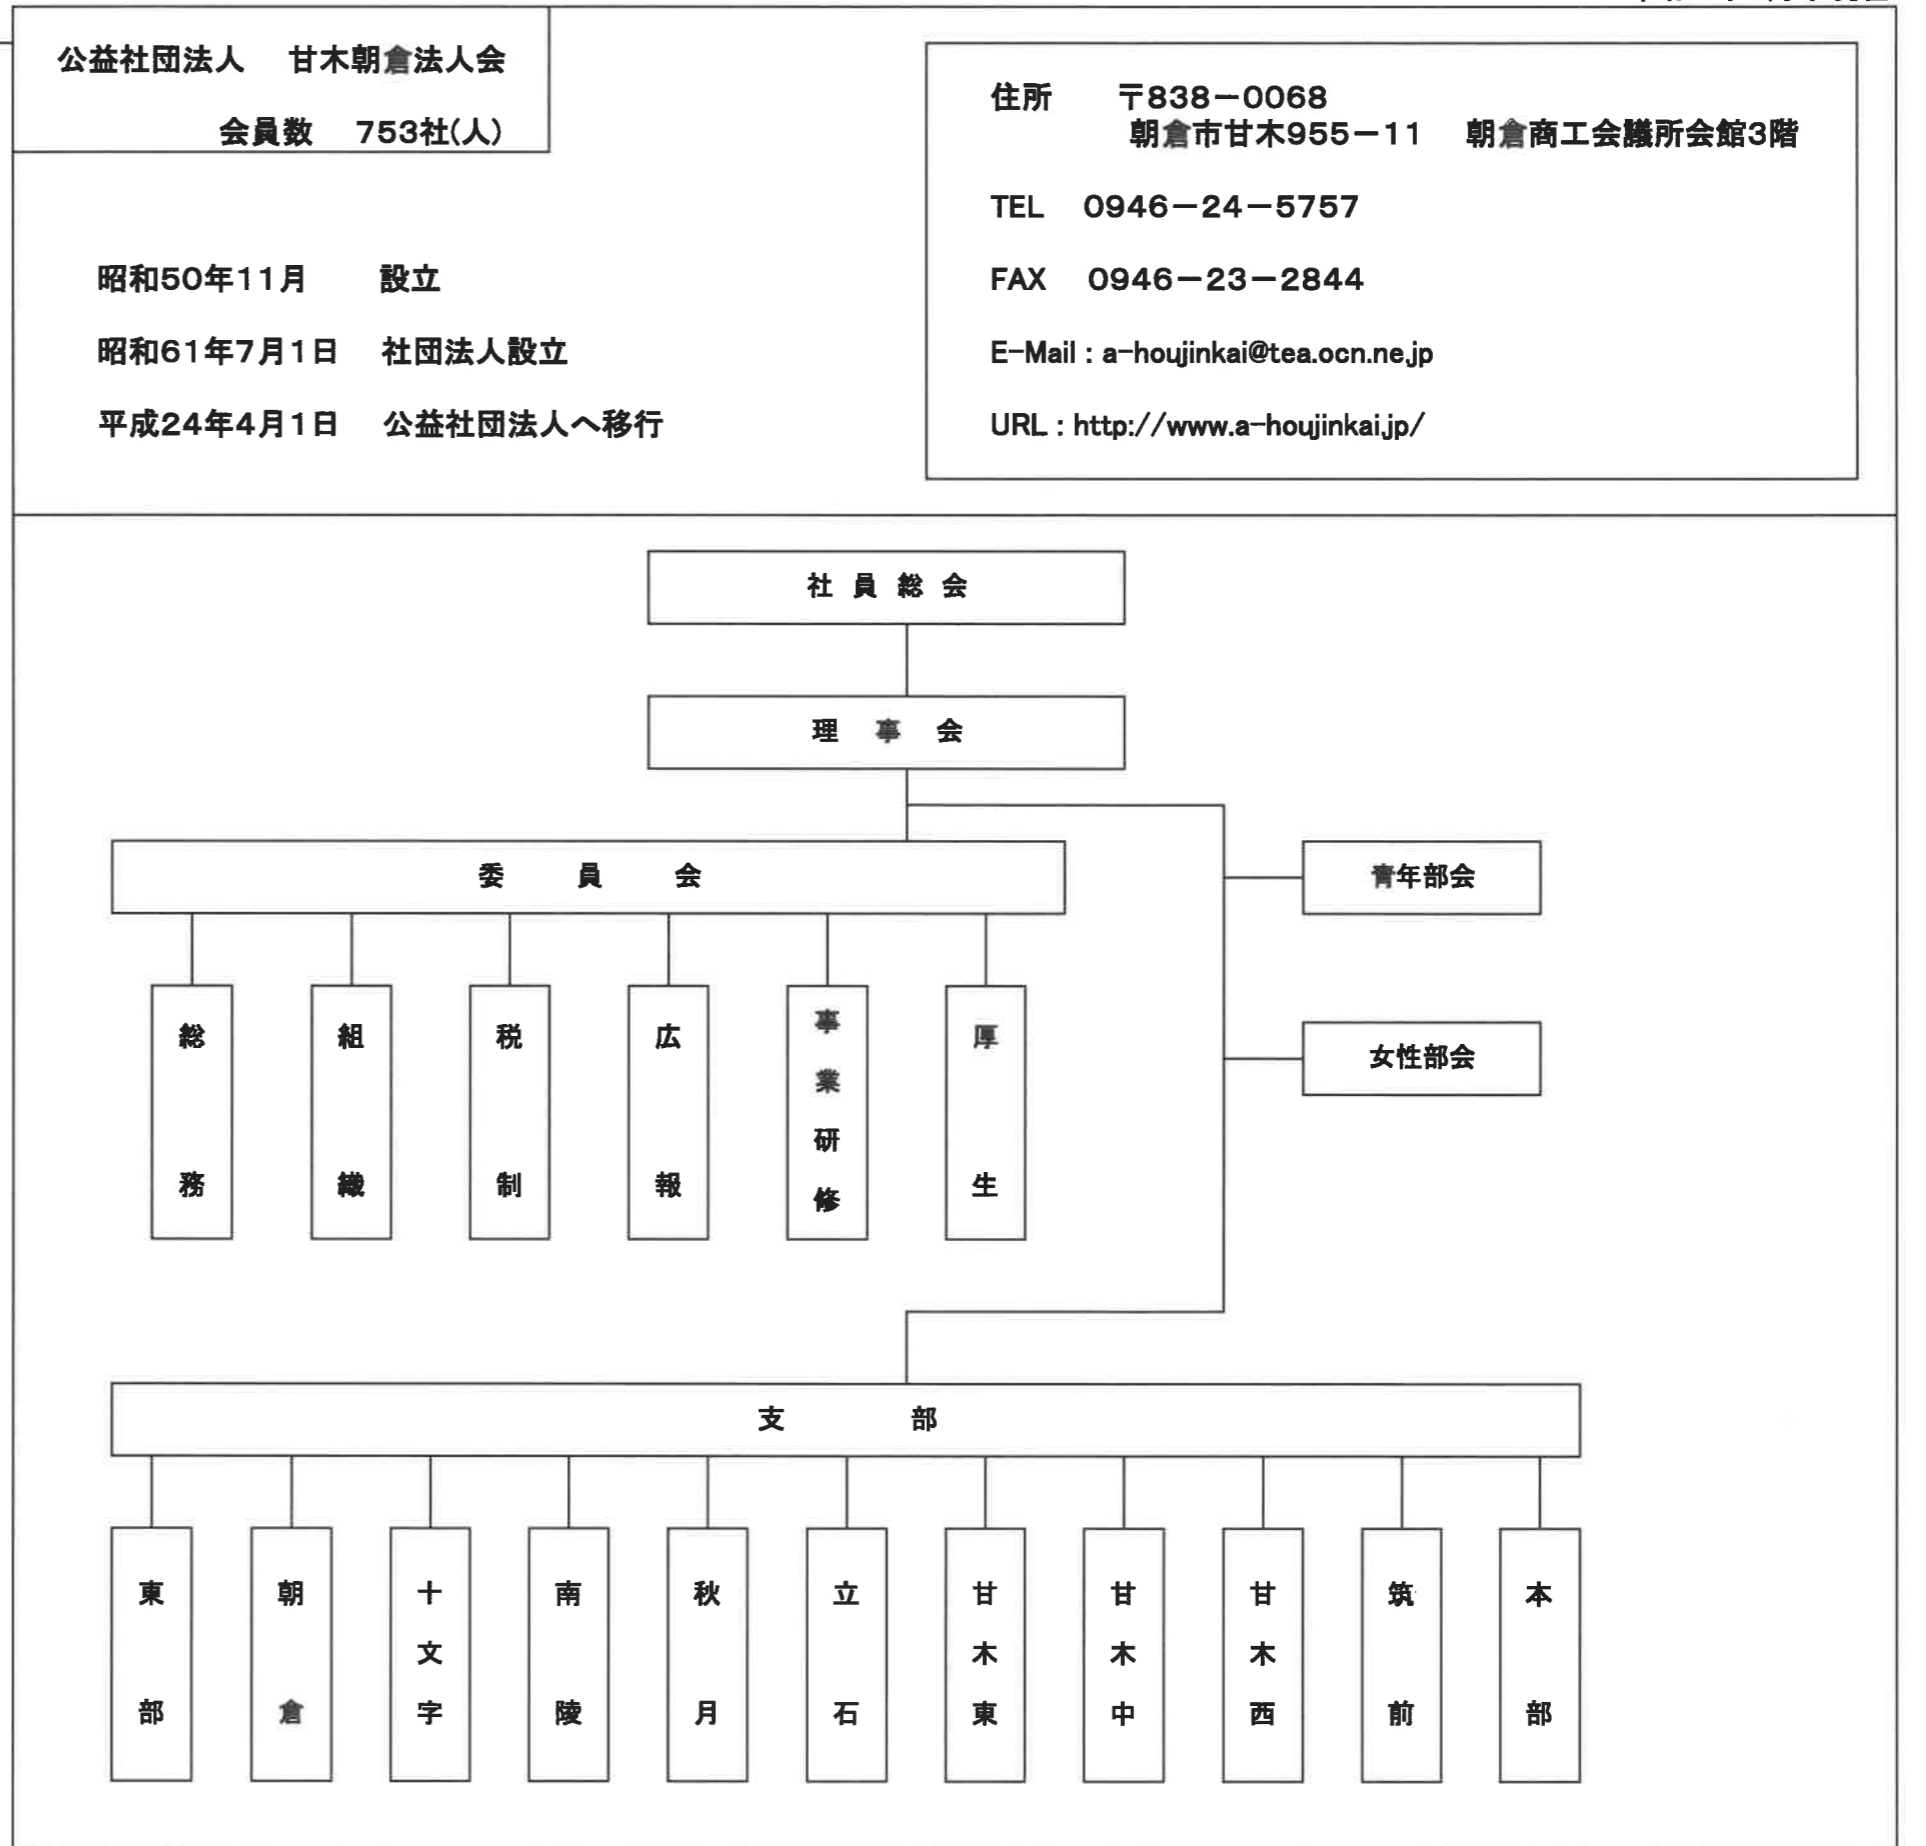 公益社団法人 甘木朝倉法人会
会員数 753社(人)
昭和50年11月 設立
昭和61年7月1日 社団法人設立
平成24年4月1日 公益社団法人へ移行
住所 〒838－0068
朝倉市甘木955－11 朝倉商工会議所会館3階
TEL 0946－24－5757
FAX 0946－23－2844
E-Mail : a-houjinkai@tea.ocn.ne.jp
URL : http://www.a-houjinkai.jp/
社員総会
理事会
委員会
青年部会
女性部会
総務
組織
税制
広報
事業研修
厚生
支部
東部
朝倉
十文字
南陵
秋月
立石
甘木東
甘木中
甘木西
筑前
本部